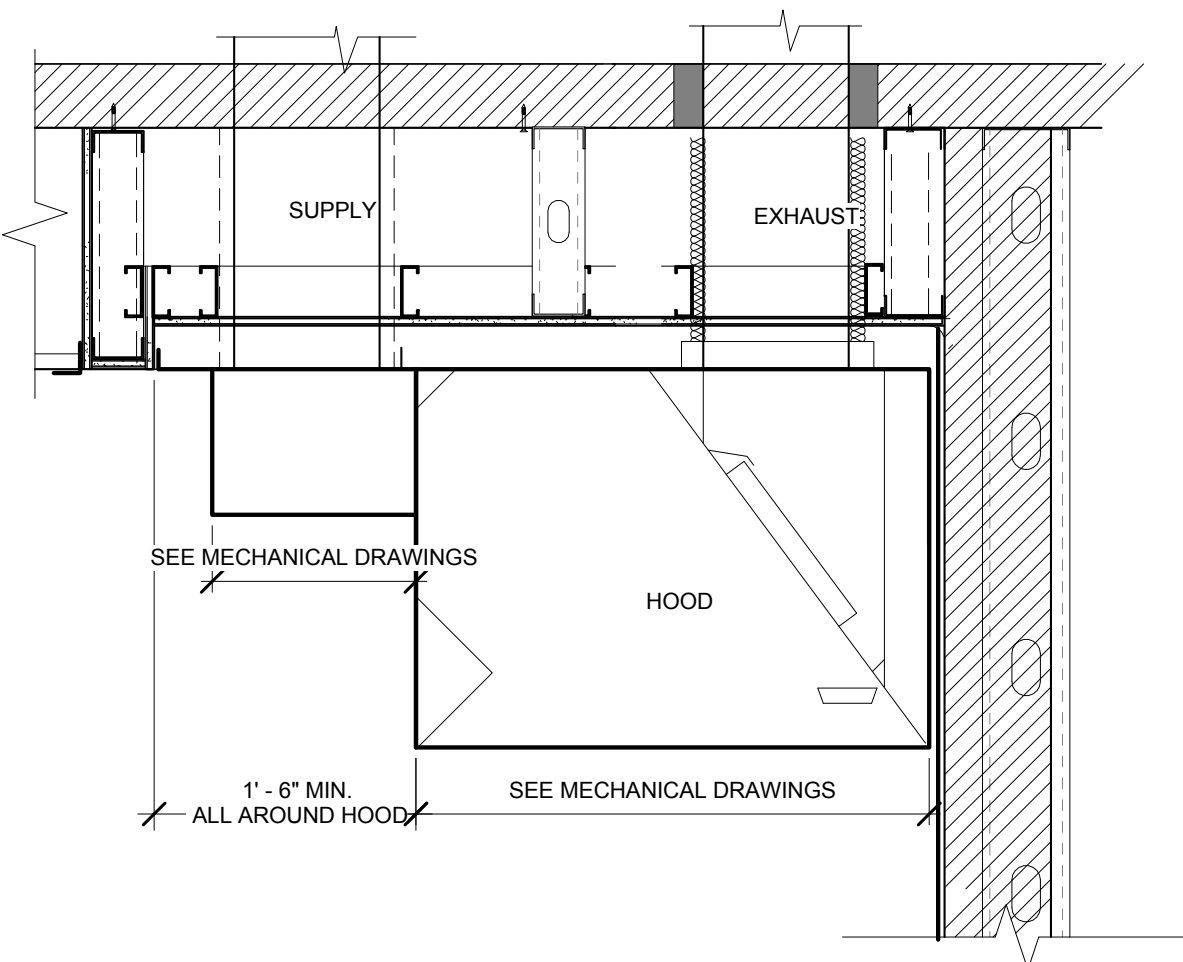 SUPPLY
EXHAUST
SEE MECHANICAL DRAWINGS
HOOD
1' - 6" MIN.
ALL AROUND HOOD
SEE MECHANICAL DRAWINGS